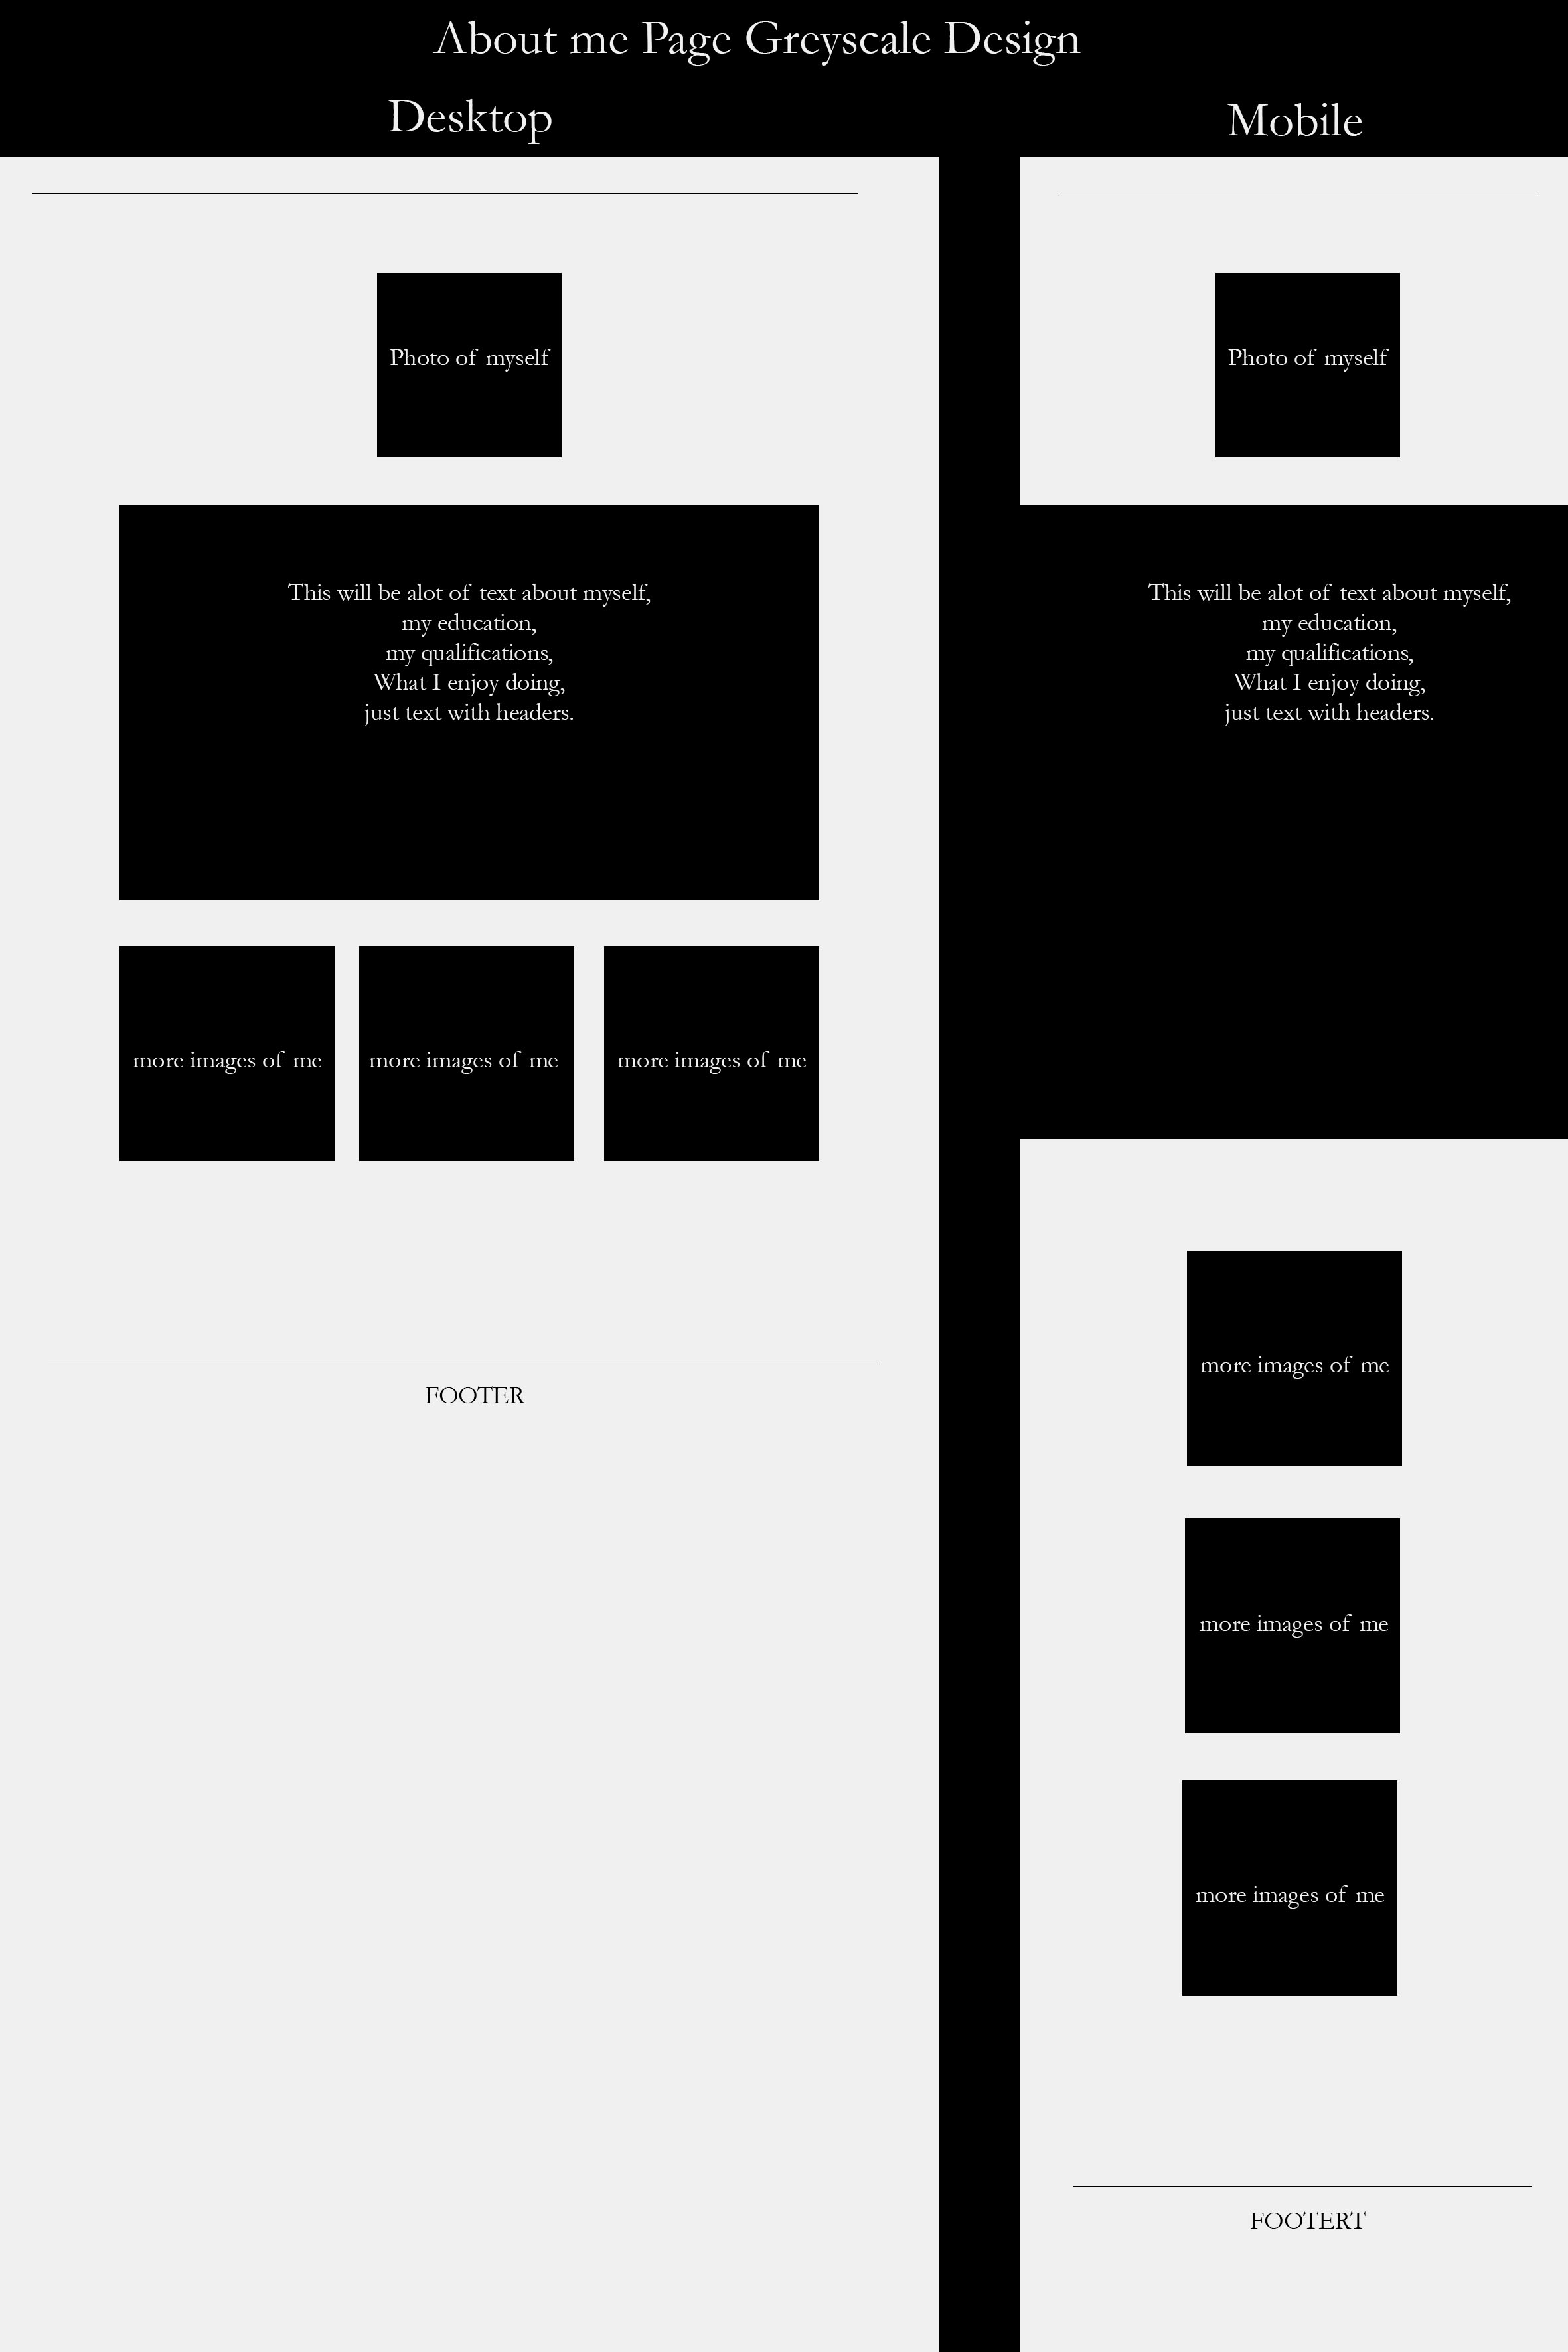 About me Page Greyscale Design
Desktop
Photo of myself
This will be alot of text about myself,
my education,
my qualifications,
What I enjoy doing,
just text with headers.
more images of me
more images of me
more images of me
FOOTER
Mobile
Photo of myself
This will be alot of text about myself,
my education,
my qualifications,
What I enjoy doing,
just text with headers.
more images of me
more images of me
more images of me
FOOTERT